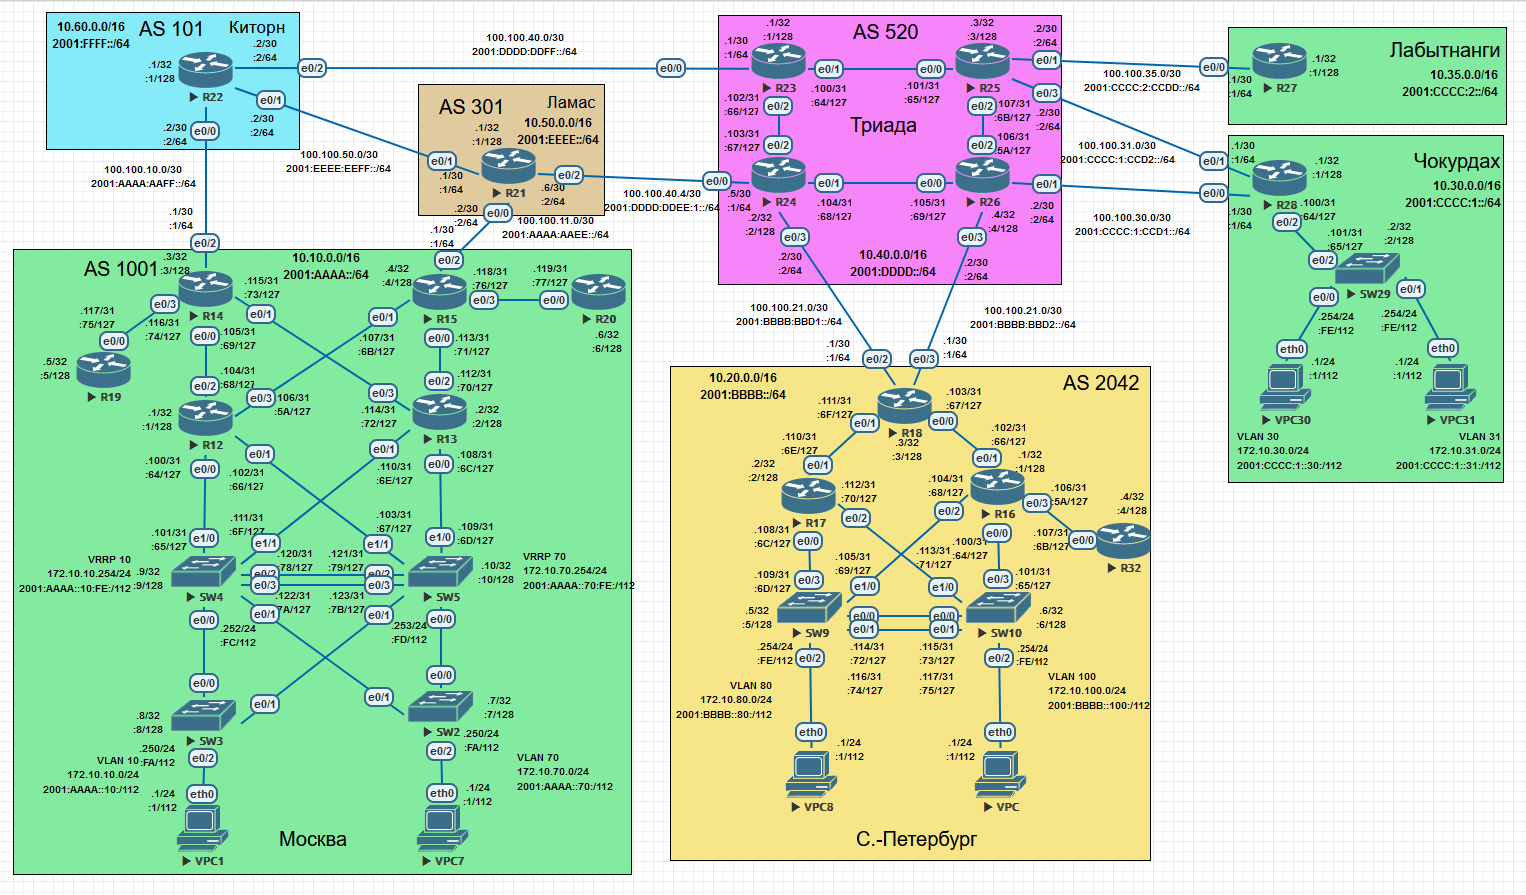 10.60.0.0/16
2001:FFFF::/64
AS 101
Киторн
.1/32
:1/128
R22
.2/30
:2/64
e0/2
e0/1
.2/30
:2/64
.2/30
:2/64
e0/0
100.100.40.0/30
2001:DDDD:DDFF::/64
100.100.10.0/30
2001:AAAA:AAFF::/64
100.100.50.0/30
2001:EEEE:EEFF::/64
AS 301
Ламас
10.50.0.0/16
2001:EEEE::/64
.1/32
:1/128
e0/1
.1/30
:1/64
R21
e0/2
.6/30
:2/64
.2/30
:2/64
e0/0
100.100.11.0/30
2001:AAAA:AAEE::/64
100.100.40.4/30
2001:DDDD:DDEE:1::/64
AS 520
Триада
.1/32
:1/128
.1/30
:1/64
e0/0
R23
e0/1
.100/31
:64/127
.102/31
:66/127
e0/2
.3/32
:3/128
.2/30
:2/64
e0/1
e0/0
R25
e0/3
.101/31
:65/127
.107/31
:6B/127
e0/2
.2/30
:2/64
.103/31
:67/127
e0/2
.106/31
:5A/127
e0/2
e0/0
.5/30
:1/64
R24
e0/1
.104/31
:68/127
.2/32
:2/128
e0/3
.2/30
:2/64
e0/0
.105/31
:69/127
R26
e0/1
.2/30
:2/64
.4/32
:4/128
e0/3
.2/30
:2/64
10.40.0.0/16
2001:DDDD::/64
100.100.35.0/30
2001:CCCC:2:CCDD::/64
100.100.31.0/30
2001:CCCC:1:CCD2::/64
100.100.30.0/30
2001:CCCC:1:CCD1::/64
100.100.21.0/30
2001:BBBB:BBD1::/64
100.100.21.0/30
2001:BBBB:BBD2::/64
Лабытнанги
10.35.0.0/16
2001:CCCC:2::/64
e0/0
.1/30
:1/64
.1/32
:1/128
R27
Чокурдах
10.30.0.0/16
2001:CCCC:1::/64
.1/30
:1/64
e0/1
e0/0
.1/30
:1/64
.1/32
:1/128
R28
.100/31
:64/127
e0/2
.101/31
:65/127
e0/2
.2/32
:2/128
SW29
e0/0
e0/1
.254/24
:FE/112
.254/24
:FE/112
eth0
.1/24
:1/112
VPC30
eth0
.1/24
:1/112
VPC31
VLAN 30
172.10.30.0/24
2001:CCCC:1::30:/112
VLAN 31
172.10.31.0/24
2001:CCCC:1::31:/112
AS 1001
10.10.0.0/16
2001:AAAA::/64
.1/30
:1/64
e0/2
.3/32
:3/128
R14
e0/3
.117/31
:75/127
.116/31
:74/127
.115/31
:73/127
e0/1
e0/0
.105/31
:69/127
e0/0
.5/32
:5/128
R19
.1/30
:1/64
e0/2
.4/32
:4/128
R15
.118/31
:76/127
e0/3
.119/31
:77/127
e0/0
R20
.6/32
:6/128
e0/1
.107/31
:6B/127
e0/0
.113/31
:71/127
.104/31
:68/127
e0/2
e0/3
.106/31
:5A/127
.1/32
:1/128
R12
.112/31
:70/127
e0/2
e0/3
.114/31
:72/127
.2/32
:2/128
R13
.100/31
:64/127
e0/0
e0/1
.102/31
:66/127
e0/1
.110/31
:6E/127
e0/0
.108/31
:6C/127
.101/31
:65/127
e1/0
.111/31
:6F/127
e1/1
.103/31
:67/127
e1/1
.109/31
:6D/127
e1/0
VRRP 10
172.10.10.254/24
2001:AAAA::10:FE:/112
.9/32
:9/128
SW4
.120/31
:78/127
.121/31
:79/127
e0/2
e0/3
e0/2
e0/3
.122/31
:7A/127
.123/31
:7B/127
.10/32
:10/128
SW5
VRRP 70
172.10.70.254/24
2001:AAAA::70:FE:/112
e0/0
e0/1
.252/24
:FC/112
e0/1
e0/0
.253/24
:FD/112
e0/0
e0/1
.8/32
:8/128
SW3
e0/1
e0/0
.7/32
:7/128
SW2
.250/24
:FA/112
e0/2
.250/24
:FA/112
e0/2
VLAN 10
172.10.10.0/24
2001:AAAA::10:/112
VLAN 70
172.10.70.0/24
2001:AAAA::70:/112
.1/24
:1/112
eth0
VPC1
eth0
.1/24
:1/112
VPC7
Москва
AS 2042
10.20.0.0/16
2001:BBBB::/64
.1/30
:1/64
e0/2
e0/3
.1/30
:1/64
R18
.3/32
:3/128
.111/31
:6F/127
e0/1
.103/31
:67/127
e0/0
.110/31
:6E/127
e0/1
.2/32
:2/128
R17
.102/31
:66/127
e0/1
.1/32
:1/128
R16
.112/31
:70/127
e0/2
.108/31
:6C/127
e0/0
.104/31
:68/127
e0/2
e0/3
.106/31
:5A/127
.107/31
:6B/127
e0/0
.4/32
:4/128
R32
e0/0
.100/31
:64/127
.105/31
:69/127
e1/0
.113/31
:71/127
e1/0
.109/31
:6D/127
e0/3
.101/31
:65/127
e0/3
.5/32
:5/128
SW9
e0/0
e0/1
e0/0
e0/1
SW10
.6/32
:6/128
.114/31
:72/127
.115/31
:73/127
.116/31
:74/127
.117/31
:75/127
.254/24
:FE/112
e0/2
e0/2
.254/24
:FE/112
VLAN 80
172.10.80.0/24
2001:BBBB::80:/112
VLAN 100
172.10.100.0/24
2001:BBBB::100:/112
eth0
.1/24
:1/112
VPC8
eth0
.1/24
:1/112
VPC
С.-Петербург